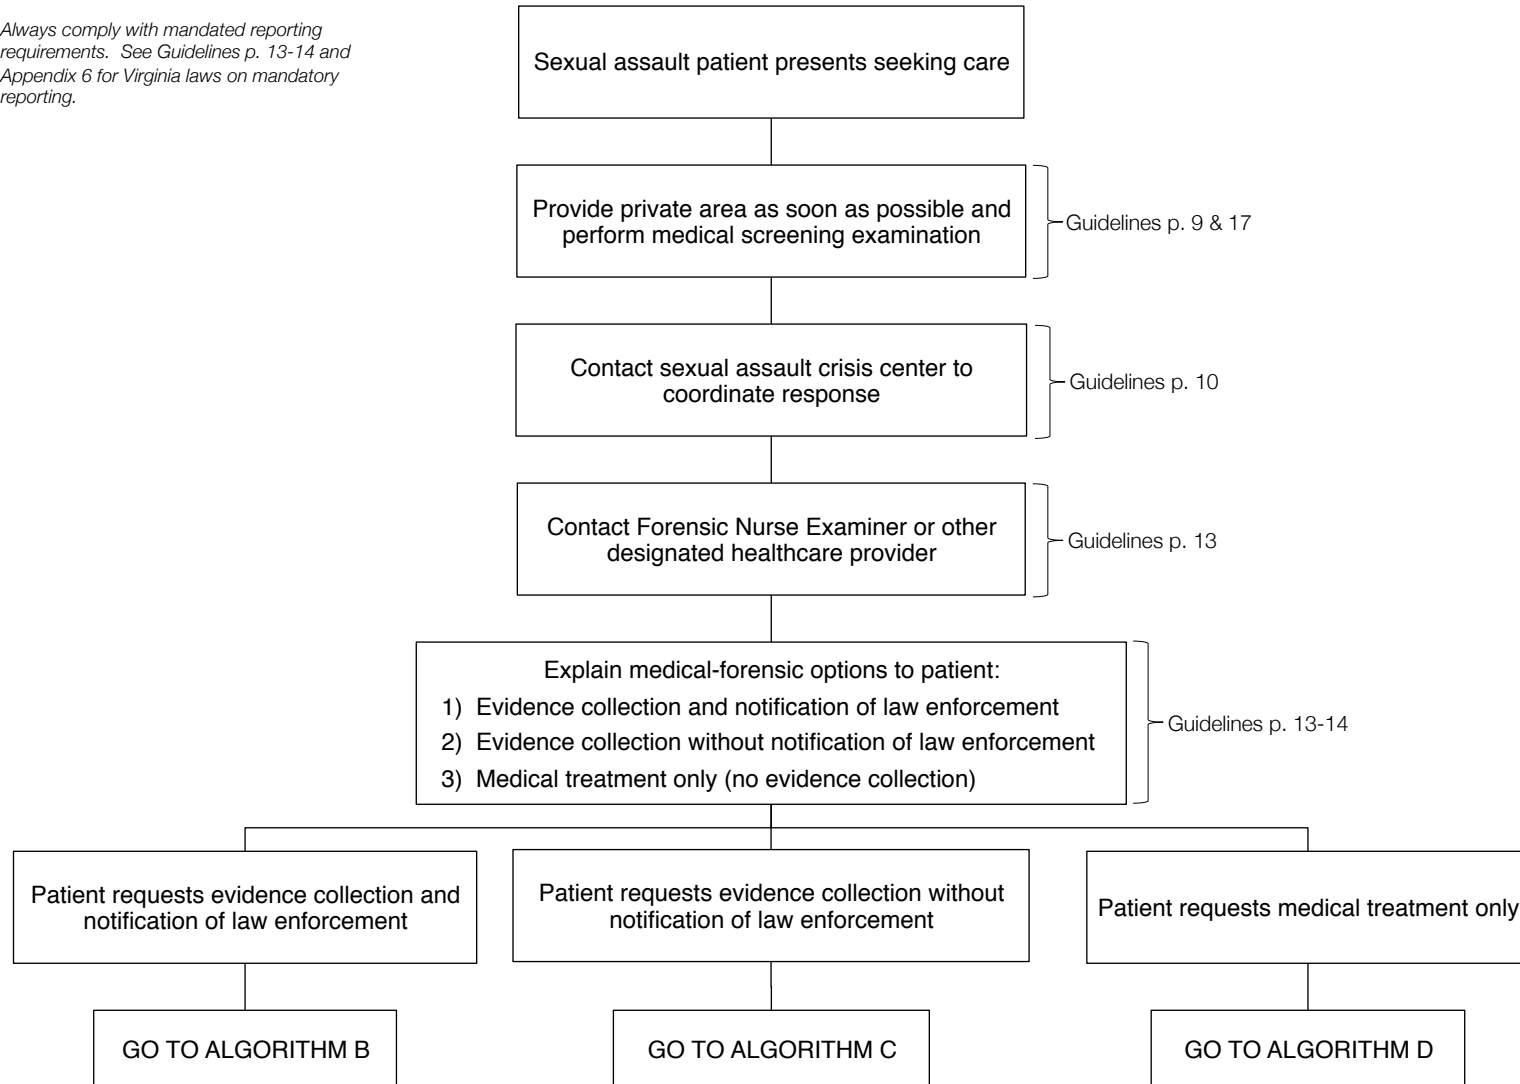 Always comply with mandated reporting
requirements.  See Guidelines p. 13-14 and
Appendix 6 for Virginia laws on mandatory
reporting.
Sexual assault patient presents seeking care
Provide private area as soon as possible and
perform medical screening examination
Guidelines p. 9 & 17
Contact sexual assault crisis center to
coordinate response
Guidelines p. 10
Contact Forensic Nurse Examiner or other
designated healthcare provider
Guidelines p. 13
Explain medical-forensic options to patient:
1) Evidence collection and notification of law enforcement
2) Evidence collection without notification of law enforcement
3) Medical treatment only (no evidence collection)
Guidelines p. 13-14
Patient requests evidence collection and
notification of law enforcement
Patient requests evidence collection without
notification of law enforcement
Patient requests medical treatment only
GO TO ALGORITHM B
GO TO ALGORITHM C
GO TO ALGORITHM D